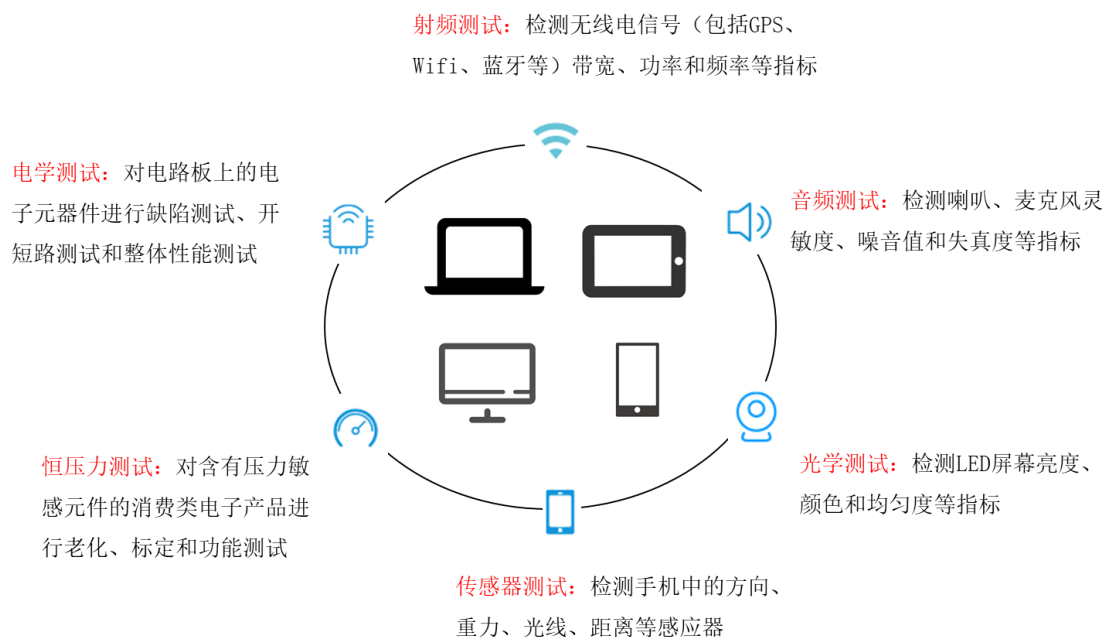 射频测试：检测无线电信号（包括GPS、
Wifi、蓝牙等）带宽、功率和频率等指标
电学测试：对电路板上的电
子元器件进行缺陷测试、开
短路测试和整体性能测试
音频测试：检测喇叭、麦克风灵
敏度、噪音值和失真度等指标
恒压力测试：对含有压力敏
感元件的消费类电子产品进
行老化、标定和功能测试
光学测试：检测LED屏幕亮度、
颜色和均匀度等指标
传感器测试：检测手机中的方向、
重力、光线、距离等感应器